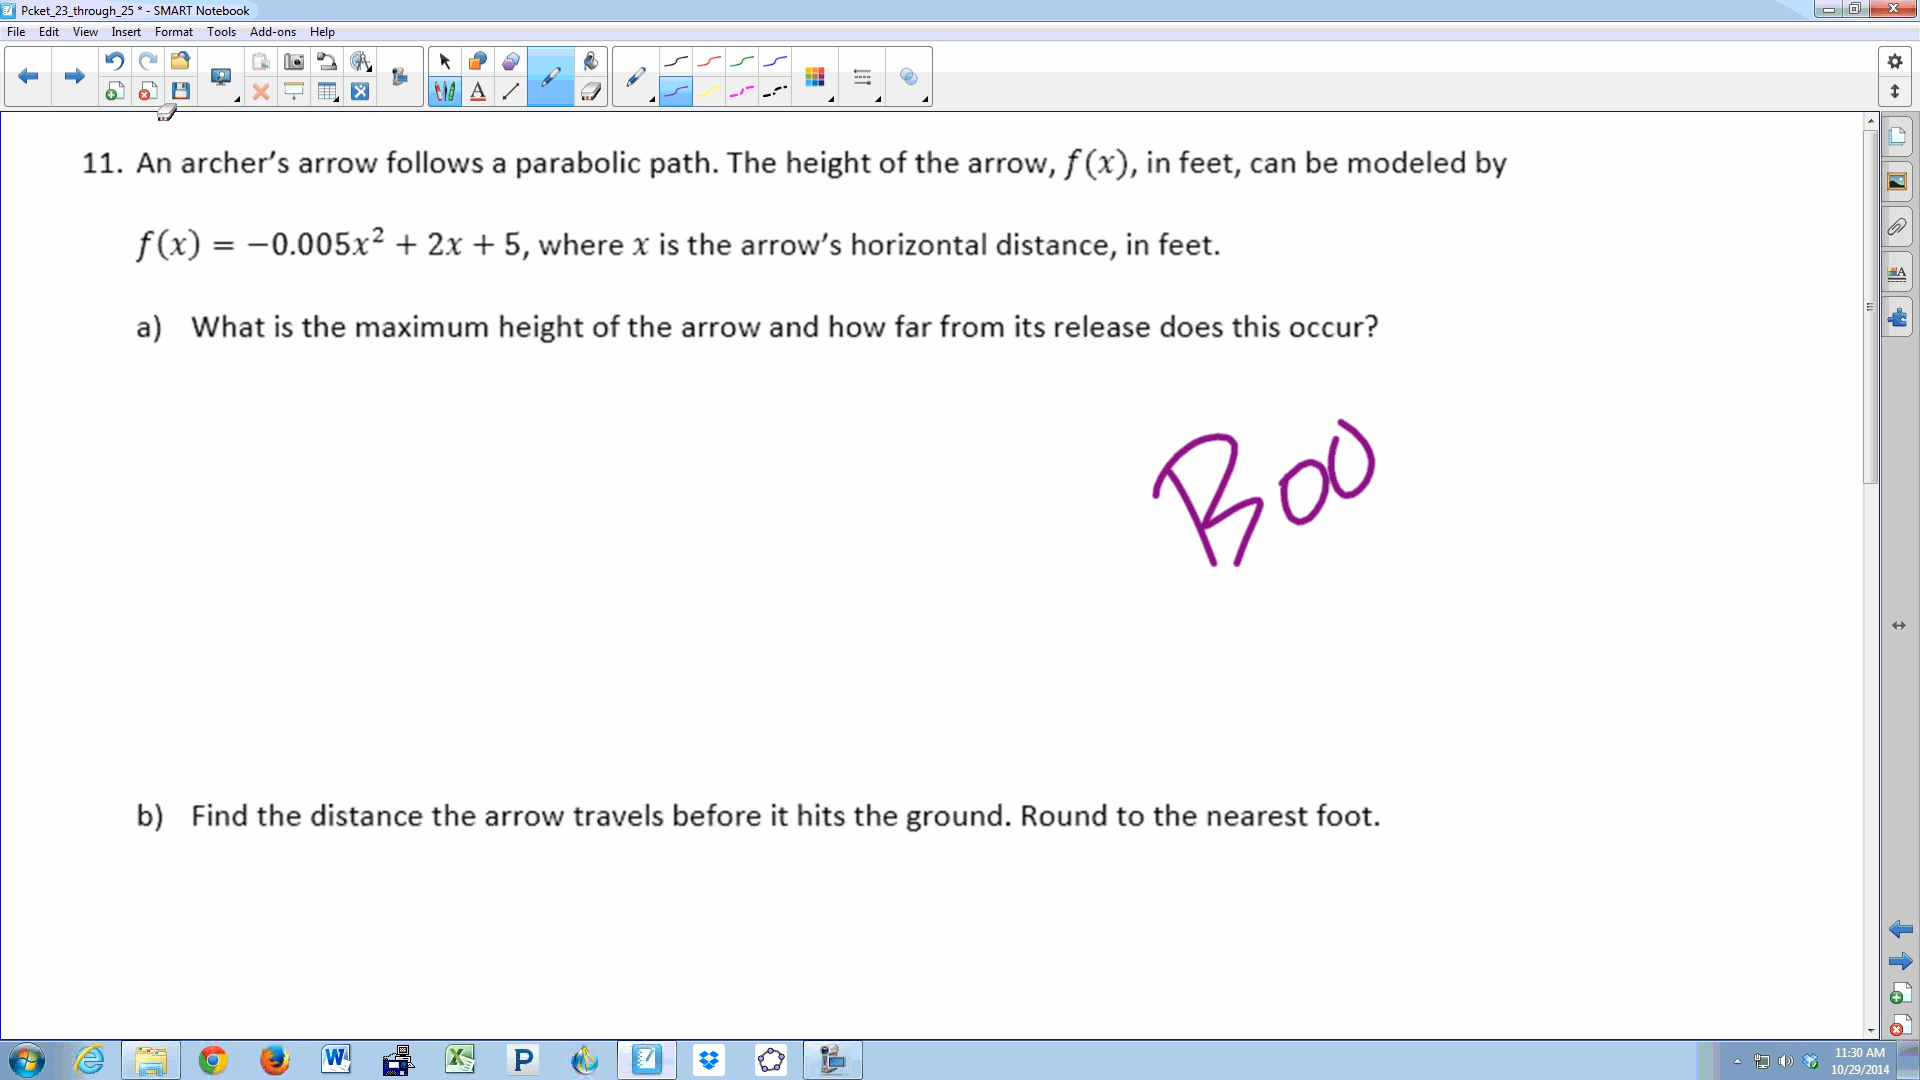 Pcket_23_through_25 * - SMART Notebook
File Edit View Insert Format Tools Add-ons Help
11. An archer's arrow follows a parabolic path. The height of the arrow, f(x), in feet, can be modeled by
f(x) = −0.005x² + 2x + 5, where x is the arrow's horizontal distance, in feet.
a) What is the maximum height of the arrow and how far from its release does this occur?
Boo
b) Find the distance the arrow travels before it hits the ground. Round to the nearest foot.
11:30 AM
10/29/2014